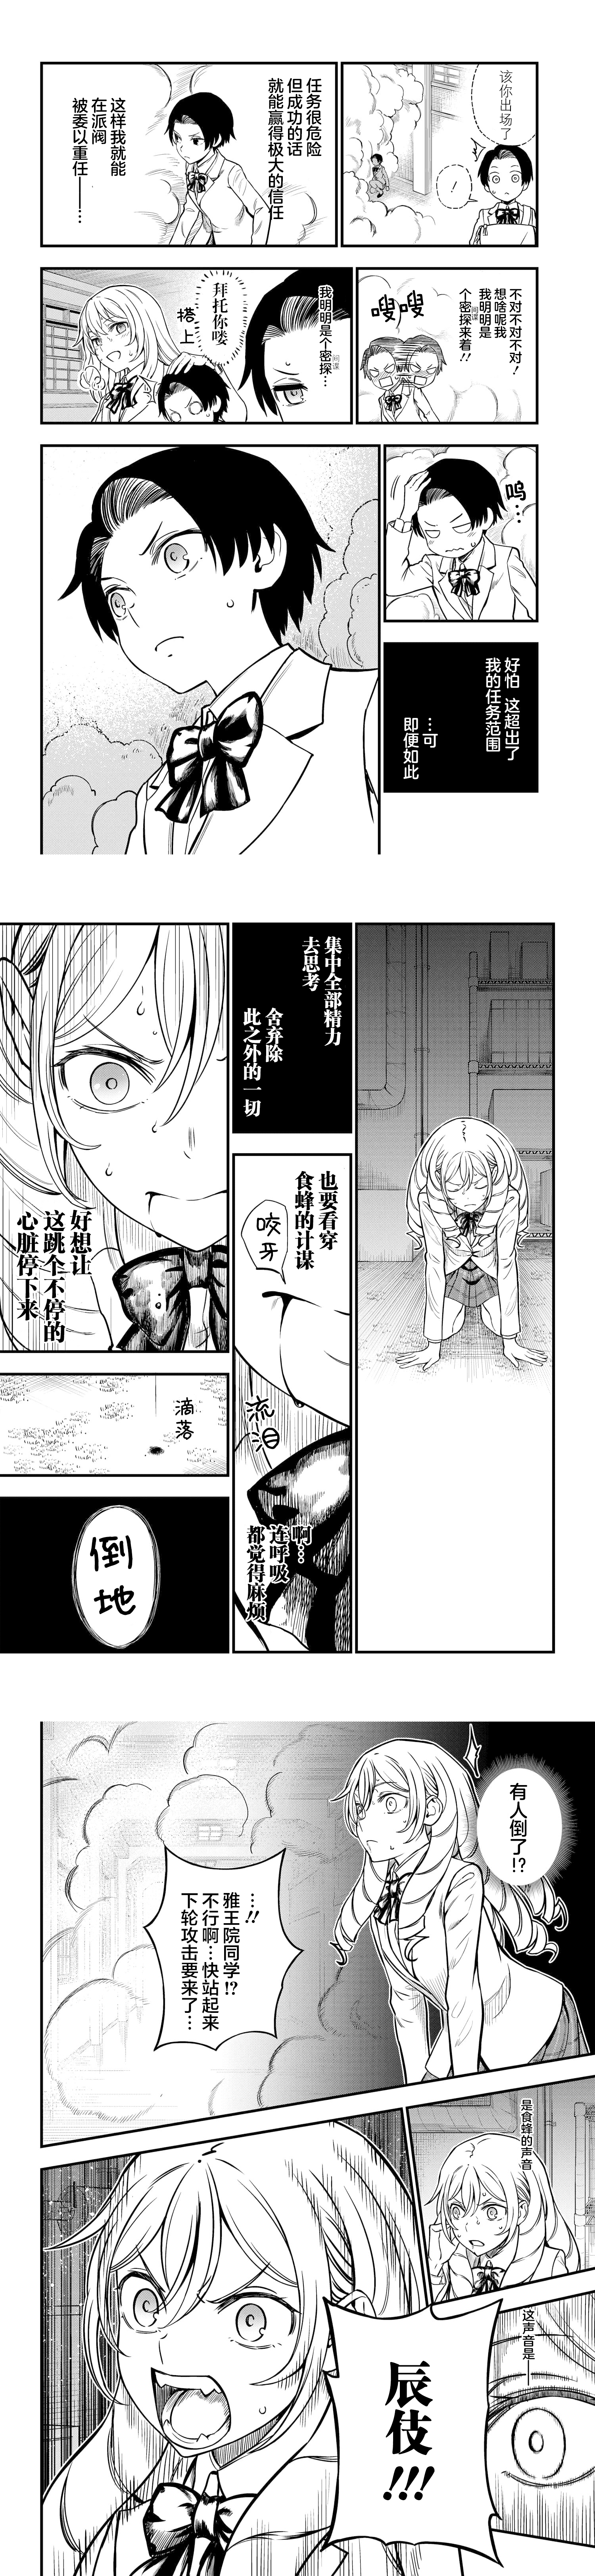 该你出场了
！
任务很危险
但成功的话
就能赢得极大的信任
这样我就能
在派阀
被委以重任——…
不对不对不对！
想啥呢我
我明明是
个密探来着！！
间谍
嗖嗖
我明明是个密探…
间谍
拜托你喽
搭上
呜…
好怕 这超出了
我的任务范围
…可
即便如此
集中全部精力
去思考
舍弃除
此之外的一切
也要看穿
食蜂的计谋
咬牙
流泪
啊…
连呼吸
都觉得麻烦
好想让
这跳个不停的
心脏停下来
滴落
倒地
有人倒了！？
…！！
雅王院同学！？
不行啊…快站起来
下轮攻击要来了…
是食蜂的声音
这声音是——
辰伎！！！